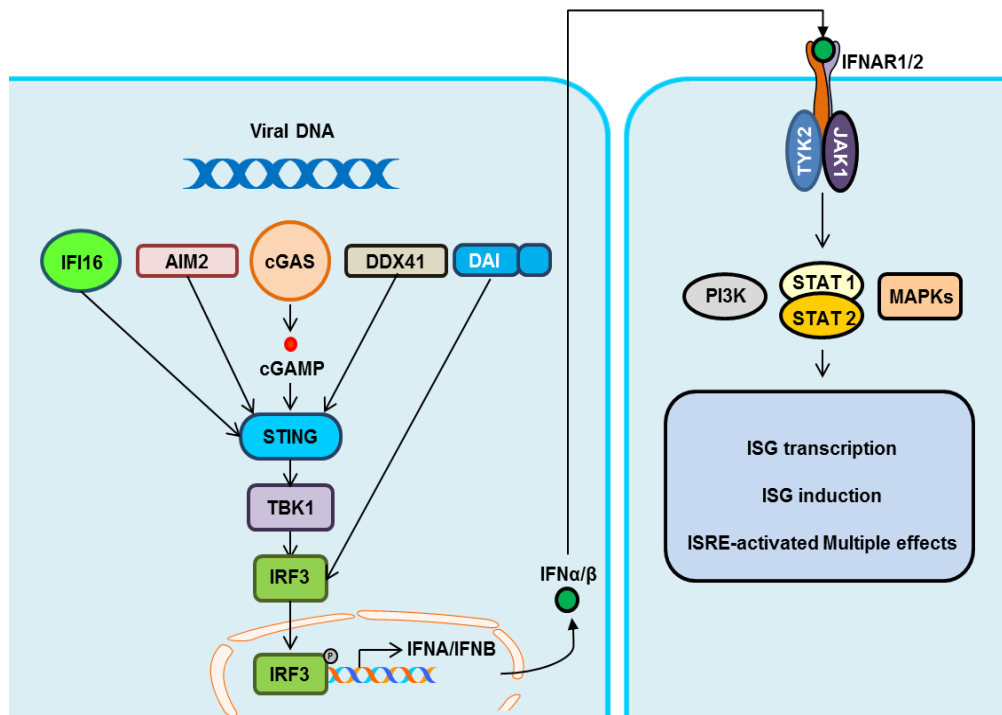 IFNAR1/2
TYK2
JAK1
Viral DNA
IFI16
AIM2
cGAS
DDX41
DAI
cGAMP
STING
TBK1
IRF3
IRF3
P
IFNA/IFNB
IFNα/β
PI3K
STAT 1
STAT 2
MAPKs
ISG transcription
ISG induction
ISRE-activated Multiple effects